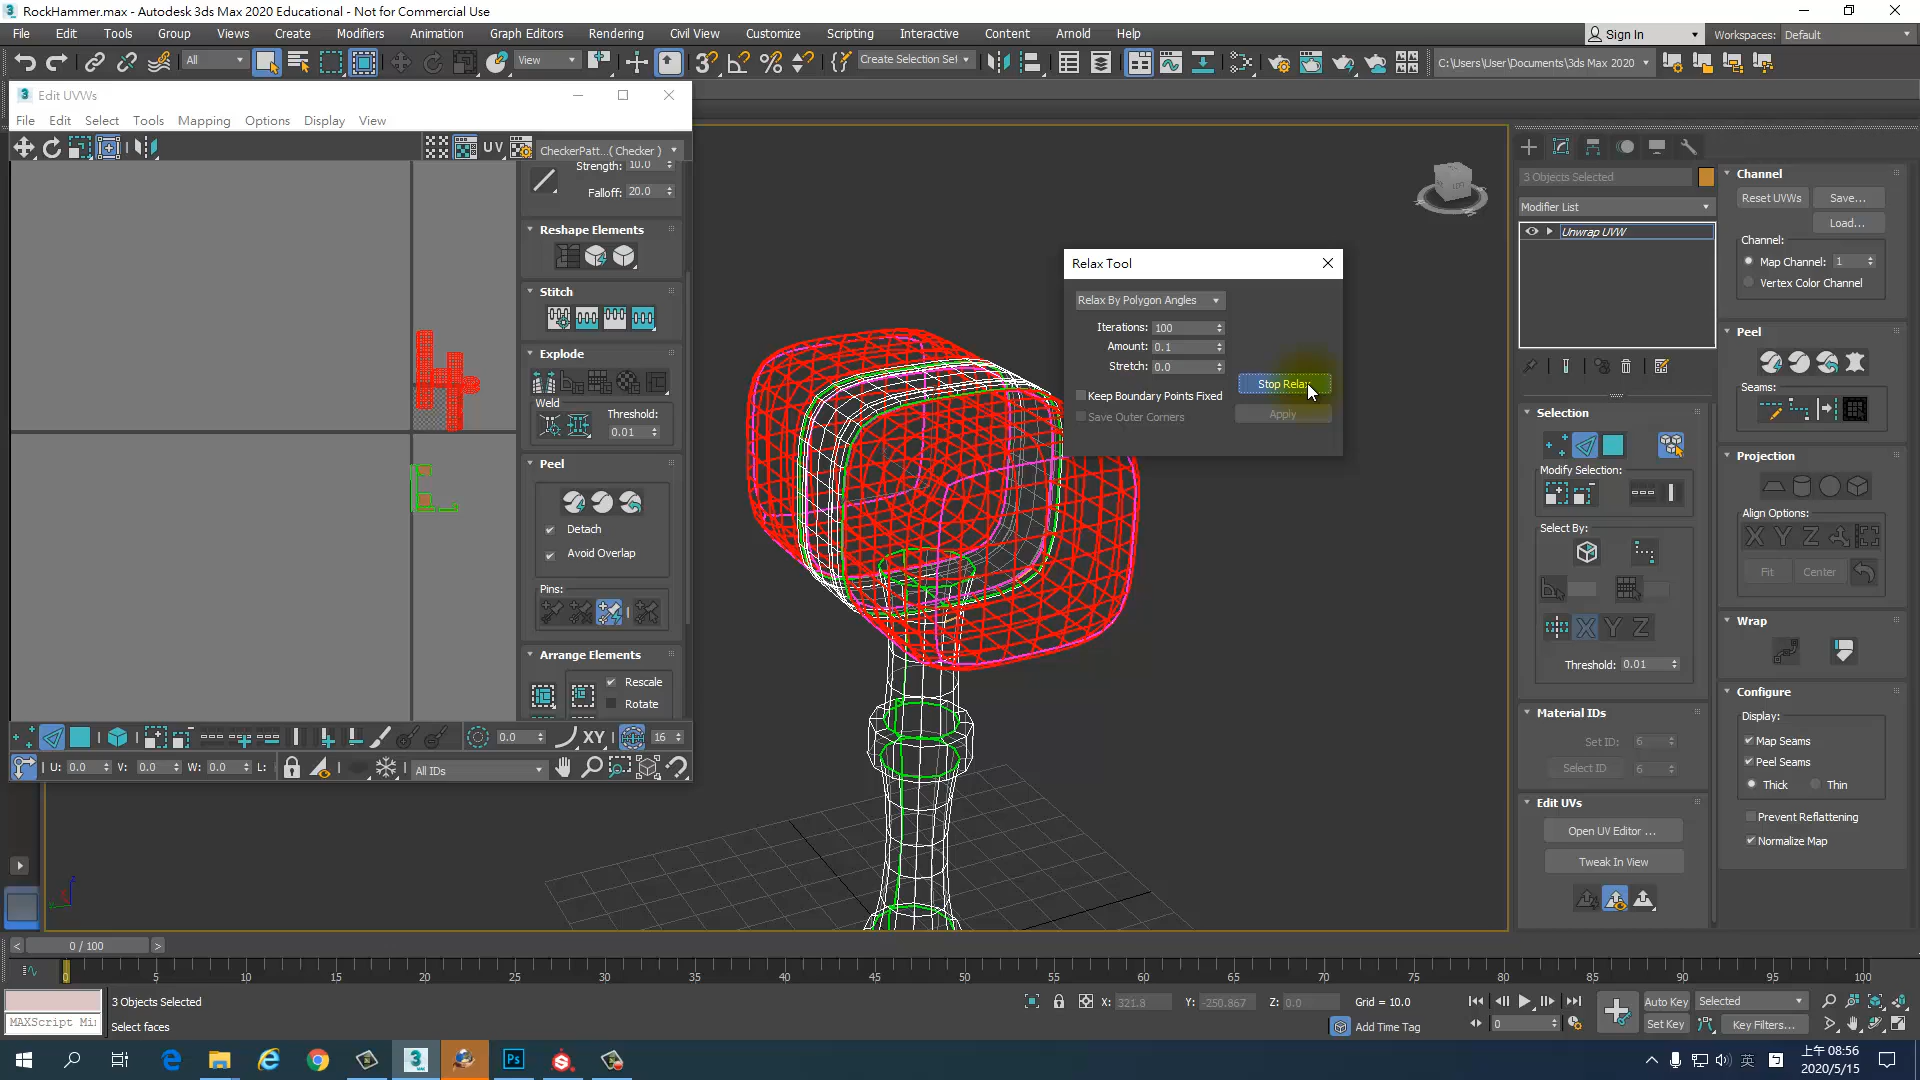 RockHammer.max - Autodesk 3ds Max 2020 Educational - Not for Commercial Use
File Edit Tools Group Views Create Modifiers Animation Graph Editors Rendering Civil View Customize Scripting Interactive Content Arnold Help
Sign In
Workspaces: Default
All
View
Create Selection Set
C:\Users\User\Documents\3ds Max 2020
Edit UVWs
File Edit Select Tools Mapping Options Display View
UV
CheckerPatt...( Checker )
Strength: 10.0
Falloff: 20.0
Reshape Elements
Stitch
Explode
Weld
Threshold:
0.01
Peel
Detach
Avoid Overlap
Pins:
Arrange Elements
Rescale
Rotate
0.0
XY
16
U: 0.0 V: 0.0 W: 0.0 L:
All IDs
Relax Tool
Relax By Polygon Angles
Iterations: 100
Amount: 0.1
Stretch: 0.0
Stop Relax
Keep Boundary Points Fixed
Save Outer Corners
Apply
3 Objects Selected
Modifier List
Unwrap UVW
Selection
Modify Selection:
Select By:
X Y Z
Threshold: 0.01
Material IDs
Set ID: 6
Select ID 6
Edit UVs
Open UV Editor ...
Tweak In View
Channel
Reset UVWs Save...
Load...
Channel:
Map Channel: 1
Vertex Color Channel
Peel
Seams:
Projection
Align Options:
X Y Z
Fit Center
Wrap
Configure
Display:
Map Seams
Peel Seams
Thick Thin
Prevent Reflattening
Normalize Map
x
z
0 / 100
0 5 10 15 20 25 30 35 40 45 50 55 60 65 70 75 80 85 90 95 100
3 Objects Selected
MAXScript Mi
Select faces
X: 321.8 Y: -250.867 Z: 0.0 Grid = 10.0
Add Time Tag
0
Auto Key Selected
Set Key Key Filters...
Ps
英
上午 08:56
2020/5/15